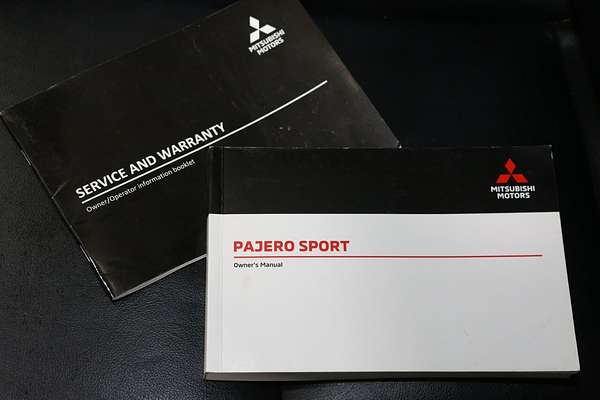 MITSUBISHI
MOTORS
SERVICE AND WARRANTY
Owner/Operator information booklet
MITSUBISHI
MOTORS
PAJERO SPORT
Owner's Manual